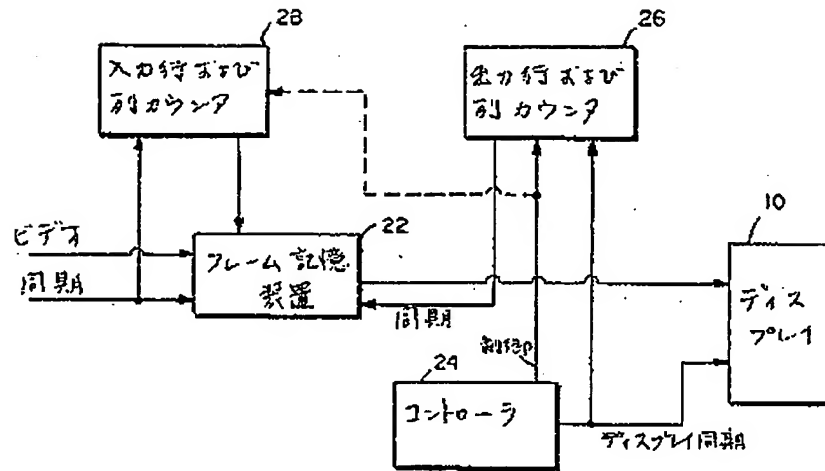 28
入力行および
列カウンタ
26
出力行および
列カウンタ
ビデオ
同期
22
フレーム記憶
装置
同期
10
ディス
プレイ
24
コントローラ
制御
ディスプレイ同期